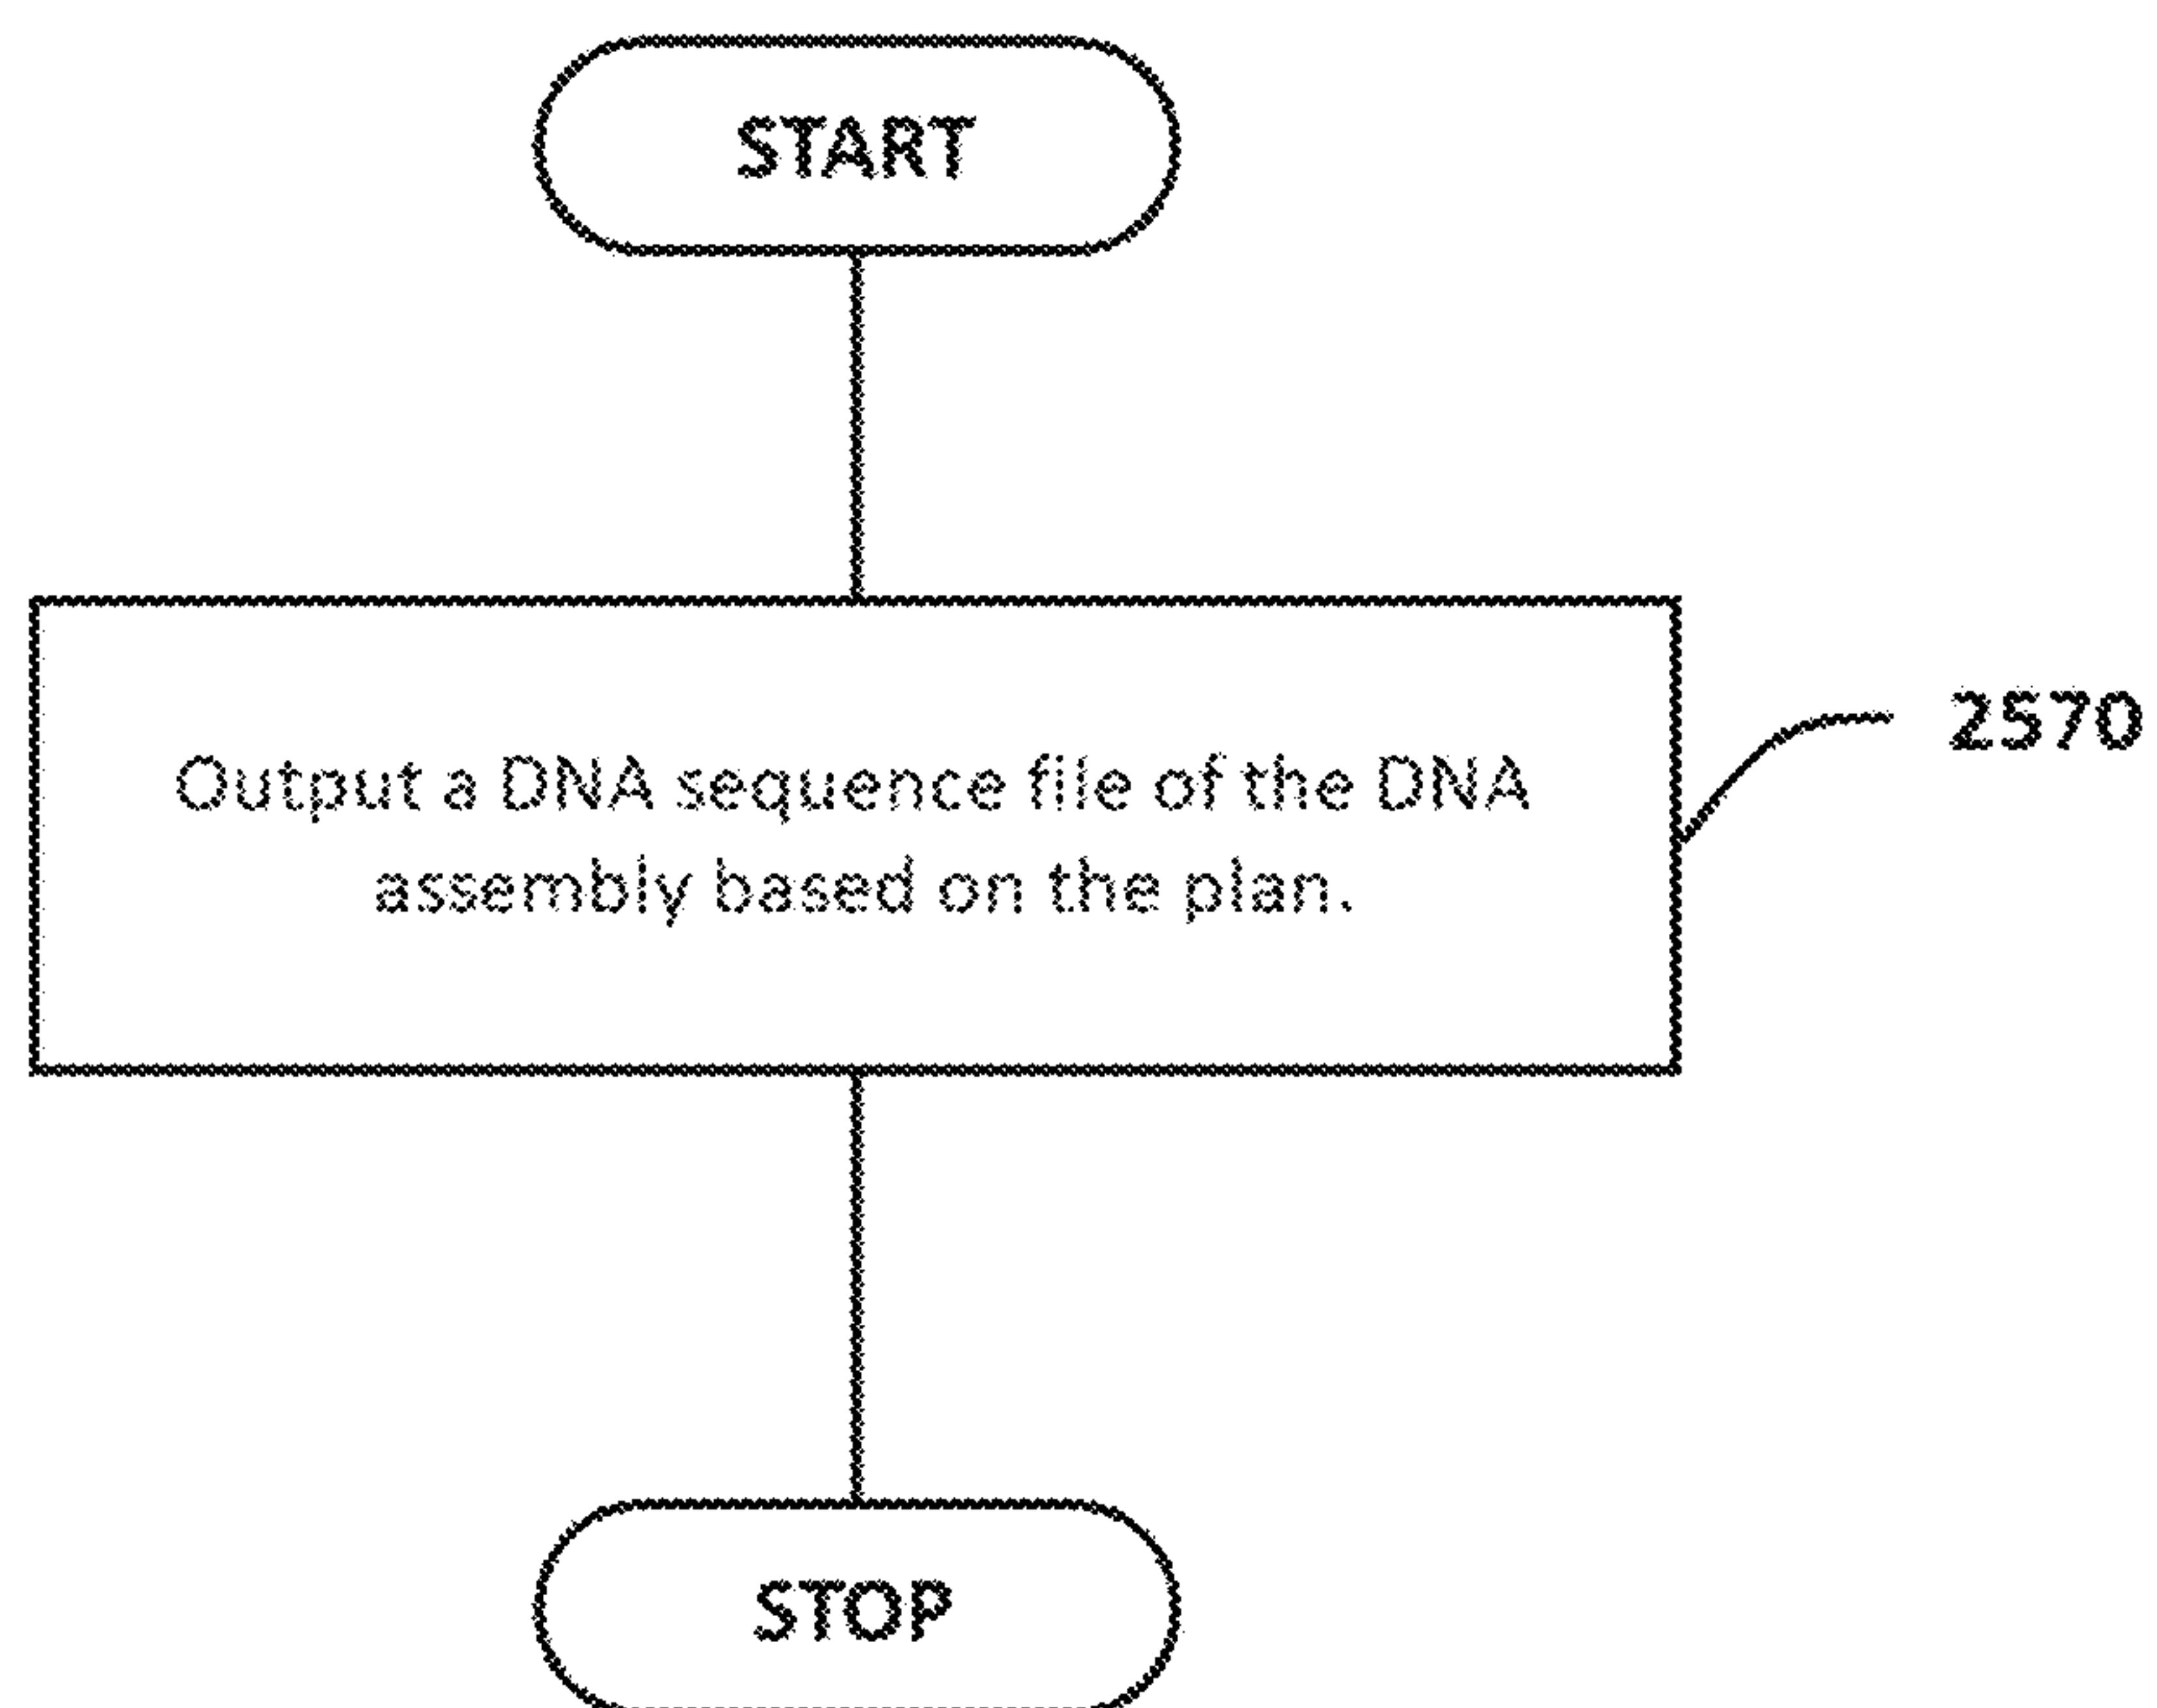 START
Output a DNA sequence file of the DNA
assembly based on the plan.
2570
STOP